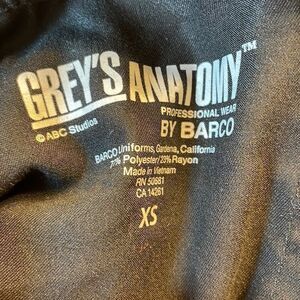 GREY'S ANATOMY™
PROFESSIONAL WEAR
© ABC Studios
BY BARCO
BARCO Uniforms, Gardena, California
77% Polyester/23% Rayon
Made in Vietnam
RN 50681
CA 14261
XS